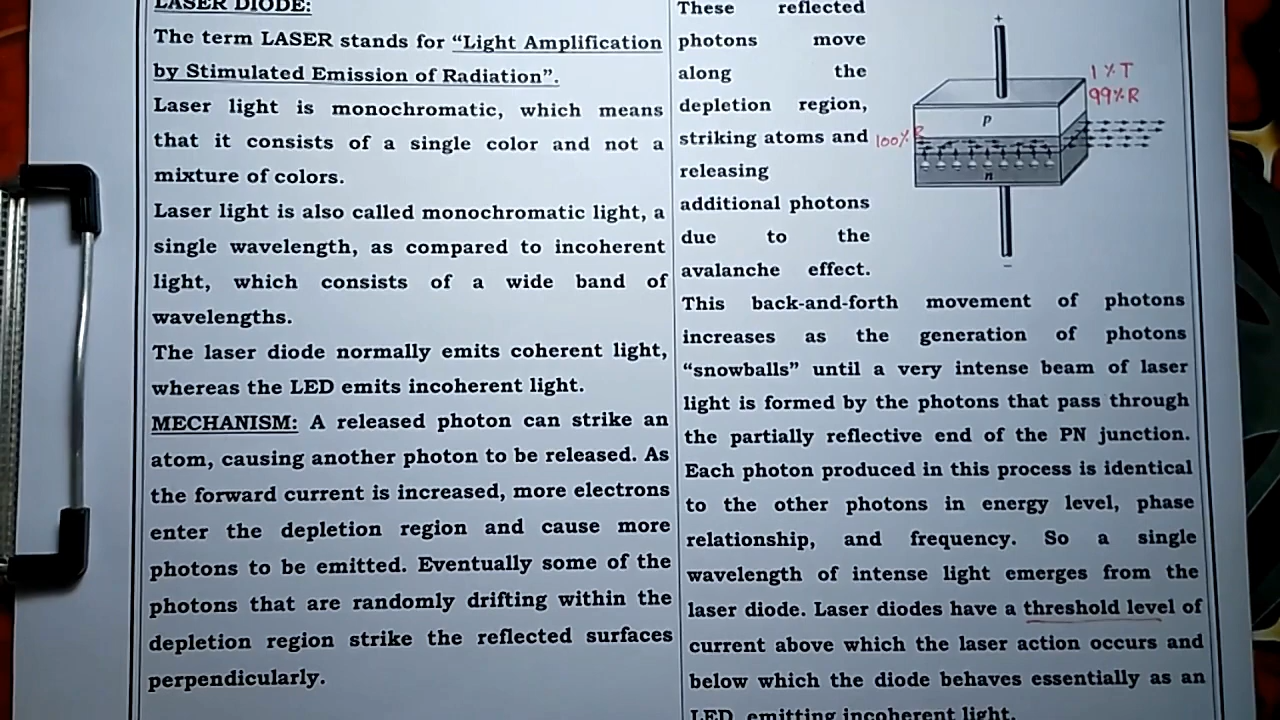 LASER DIODE:
The term LASER stands for “Light Amplification
by Stimulated Emission of Radiation”.
Laser light is monochromatic, which means
that it consists of a single color and not a
mixture of colors.
Laser light is also called monochromatic light, a
single wavelength, as compared to incoherent
light, which consists of a wide band of
wavelengths.
The laser diode normally emits coherent light,
whereas the LED emits incoherent light.
MECHANISM: A released photon can strike an
atom, causing another photon to be released. As
the forward current is increased, more electrons
enter the depletion region and cause more
photons to be emitted. Eventually some of the
photons that are randomly drifting within the
depletion region strike the reflected surfaces
perpendicularly.
These reflected
photons move
along the
depletion region,
striking atoms and
releasing
additional photons
due to the
avalanche effect.
+
1 % T
99% R
p
100% R
n
−
This back-and-forth movement of photons
increases as the generation of photons
“snowballs” until a very intense beam of laser
light is formed by the photons that pass through
the partially reflective end of the PN junction.
Each photon produced in this process is identical
to the other photons in energy level, phase
relationship, and frequency. So a single
wavelength of intense light emerges from the
laser diode. Laser diodes have a threshold level of
current above which the laser action occurs and
below which the diode behaves essentially as an
LED, emitting incoherent light.